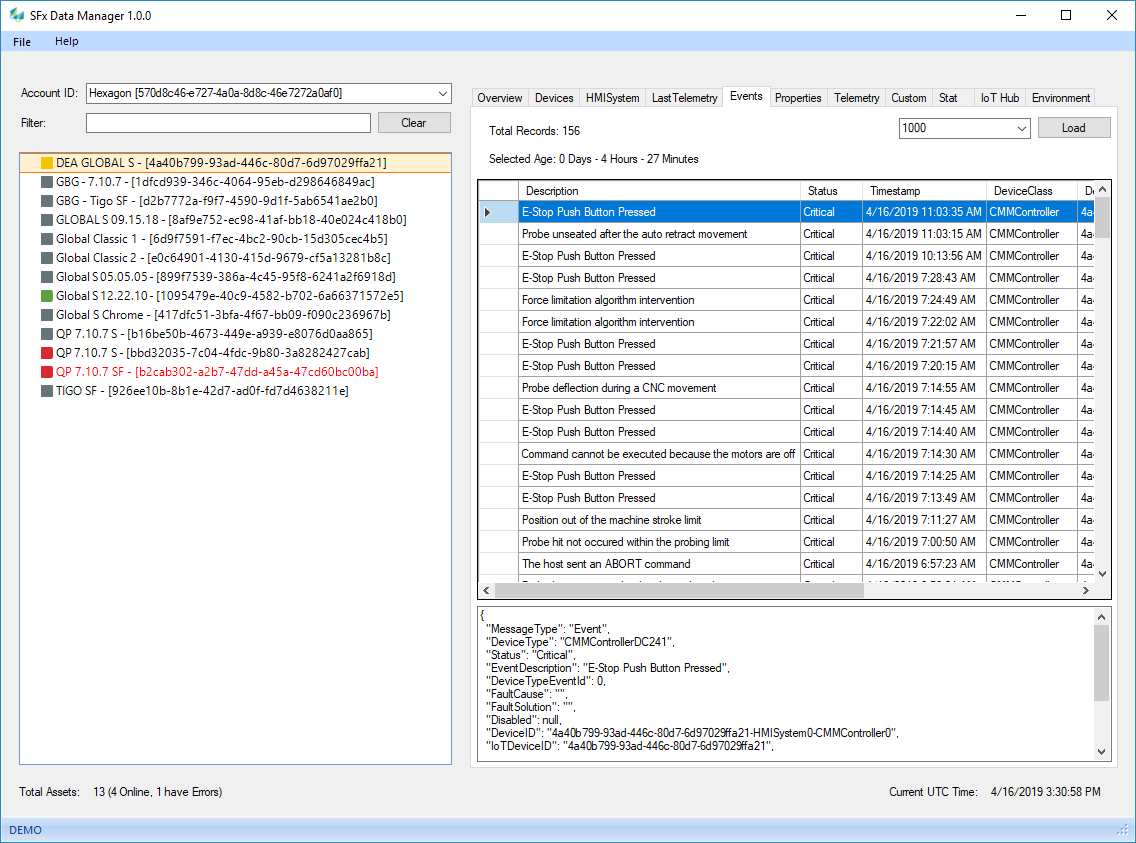 SFx Data Manager 1.0.0
File Help
Account ID: Hexagon [570d8c46-e727-4a0a-8d8c-46e7272a0af0]
Filter: Clear
DEA GLOBAL S - [4a40b799-93ad-446c-80d7-6d97029ffa21]
GBG - 7.10.7 - [1dfcd939-346c-4064-95eb-d298646849ac]
GBG - Tigo SF - [d2b7772a-f9f7-4590-9d1f-5ab6541ae2b0]
GLOBAL S 09.15.18 - [8af9e752-ec98-41af-bb18-40e024c418b0]
Global Classic 1 - [6d9f7591-f7ec-4bc2-90cb-15d305cec4b5]
Global Classic 2 - [e0c64901-4130-415d-9679-cf5a13281b8c]
Global S 05.05.05 - [899f7539-386a-4c45-95f8-6241a2f6918d]
Global S 12.22.10 - [1095479e-40c9-4582-b702-6a66371572e5]
Global S Chrome - [417dfc51-3bfa-4f67-bb09-f090c236967b]
QP 7.10.7 S - [b16be50b-4673-449e-a939-e8076d0aa865]
QP 7.10.7 S - [bbd32035-7c04-4fdc-9b80-3a8282427cab]
QP 7.10.7 SF - [b2cab302-a2b7-47dd-a45a-47cd60bc00ba]
TIGO SF - [926ee10b-8b1e-42d7-ad0f-fd7d4638211e]
Overview Devices HMISystem LastTelemetry Events Properties Telemetry Custom Stat IoT Hub Environment
Total Records: 156 1000 Load
Selected Age: 0 Days - 4 Hours - 27 Minutes
Description Status Timestamp DeviceClass
E-Stop Push Button Pressed Critical 4/16/2019 11:03:35 AM CMMController 4a
Probe unseated after the auto retract movement Critical 4/16/2019 11:03:15 AM CMMController 4a
E-Stop Push Button Pressed Critical 4/16/2019 10:13:56 AM CMMController 4a
E-Stop Push Button Pressed Critical 4/16/2019 7:28:43 AM CMMController 4a
Force limitation algorithm intervention Critical 4/16/2019 7:24:49 AM CMMController 4a
Force limitation algorithm intervention Critical 4/16/2019 7:22:02 AM CMMController 4a
E-Stop Push Button Pressed Critical 4/16/2019 7:21:57 AM CMMController 4a
E-Stop Push Button Pressed Critical 4/16/2019 7:20:15 AM CMMController 4a
Probe deflection during a CNC movement Critical 4/16/2019 7:14:55 AM CMMController 4a
E-Stop Push Button Pressed Critical 4/16/2019 7:14:45 AM CMMController 4a
E-Stop Push Button Pressed Critical 4/16/2019 7:14:40 AM CMMController 4a
Command cannot be executed because the motors are off Critical 4/16/2019 7:14:30 AM CMMController 4a
E-Stop Push Button Pressed Critical 4/16/2019 7:14:25 AM CMMController 4a
E-Stop Push Button Pressed Critical 4/16/2019 7:13:49 AM CMMController 4a
Position out of the machine stroke limit Critical 4/16/2019 7:11:27 AM CMMController 4a
Probe hit not occured within the probing limit Critical 4/16/2019 7:00:50 AM CMMController 4a
The host sent an ABORT command Critical 4/16/2019 6:57:23 AM CMMController 4a
{
"MessageType": "Event",
"DeviceType": "CMMControllerDC241",
"Status": "Critical",
"EventDescription": "E-Stop Push Button Pressed",
"DeviceTypeEventId": 0,
"FaultCause": "",
"FaultSolution": "",
"Disabled": null,
"DeviceID": "4a40b799-93ad-446c-80d7-6d97029ffa21-HMISystem0-CMMController0",
"IoTDeviceID": "4a40b799-93ad-446c-80d7-6d97029ffa21",
Total Assets: 13 (4 Online, 1 have Errors)
Current UTC Time: 4/16/2019 3:30:58 PM
DEMO